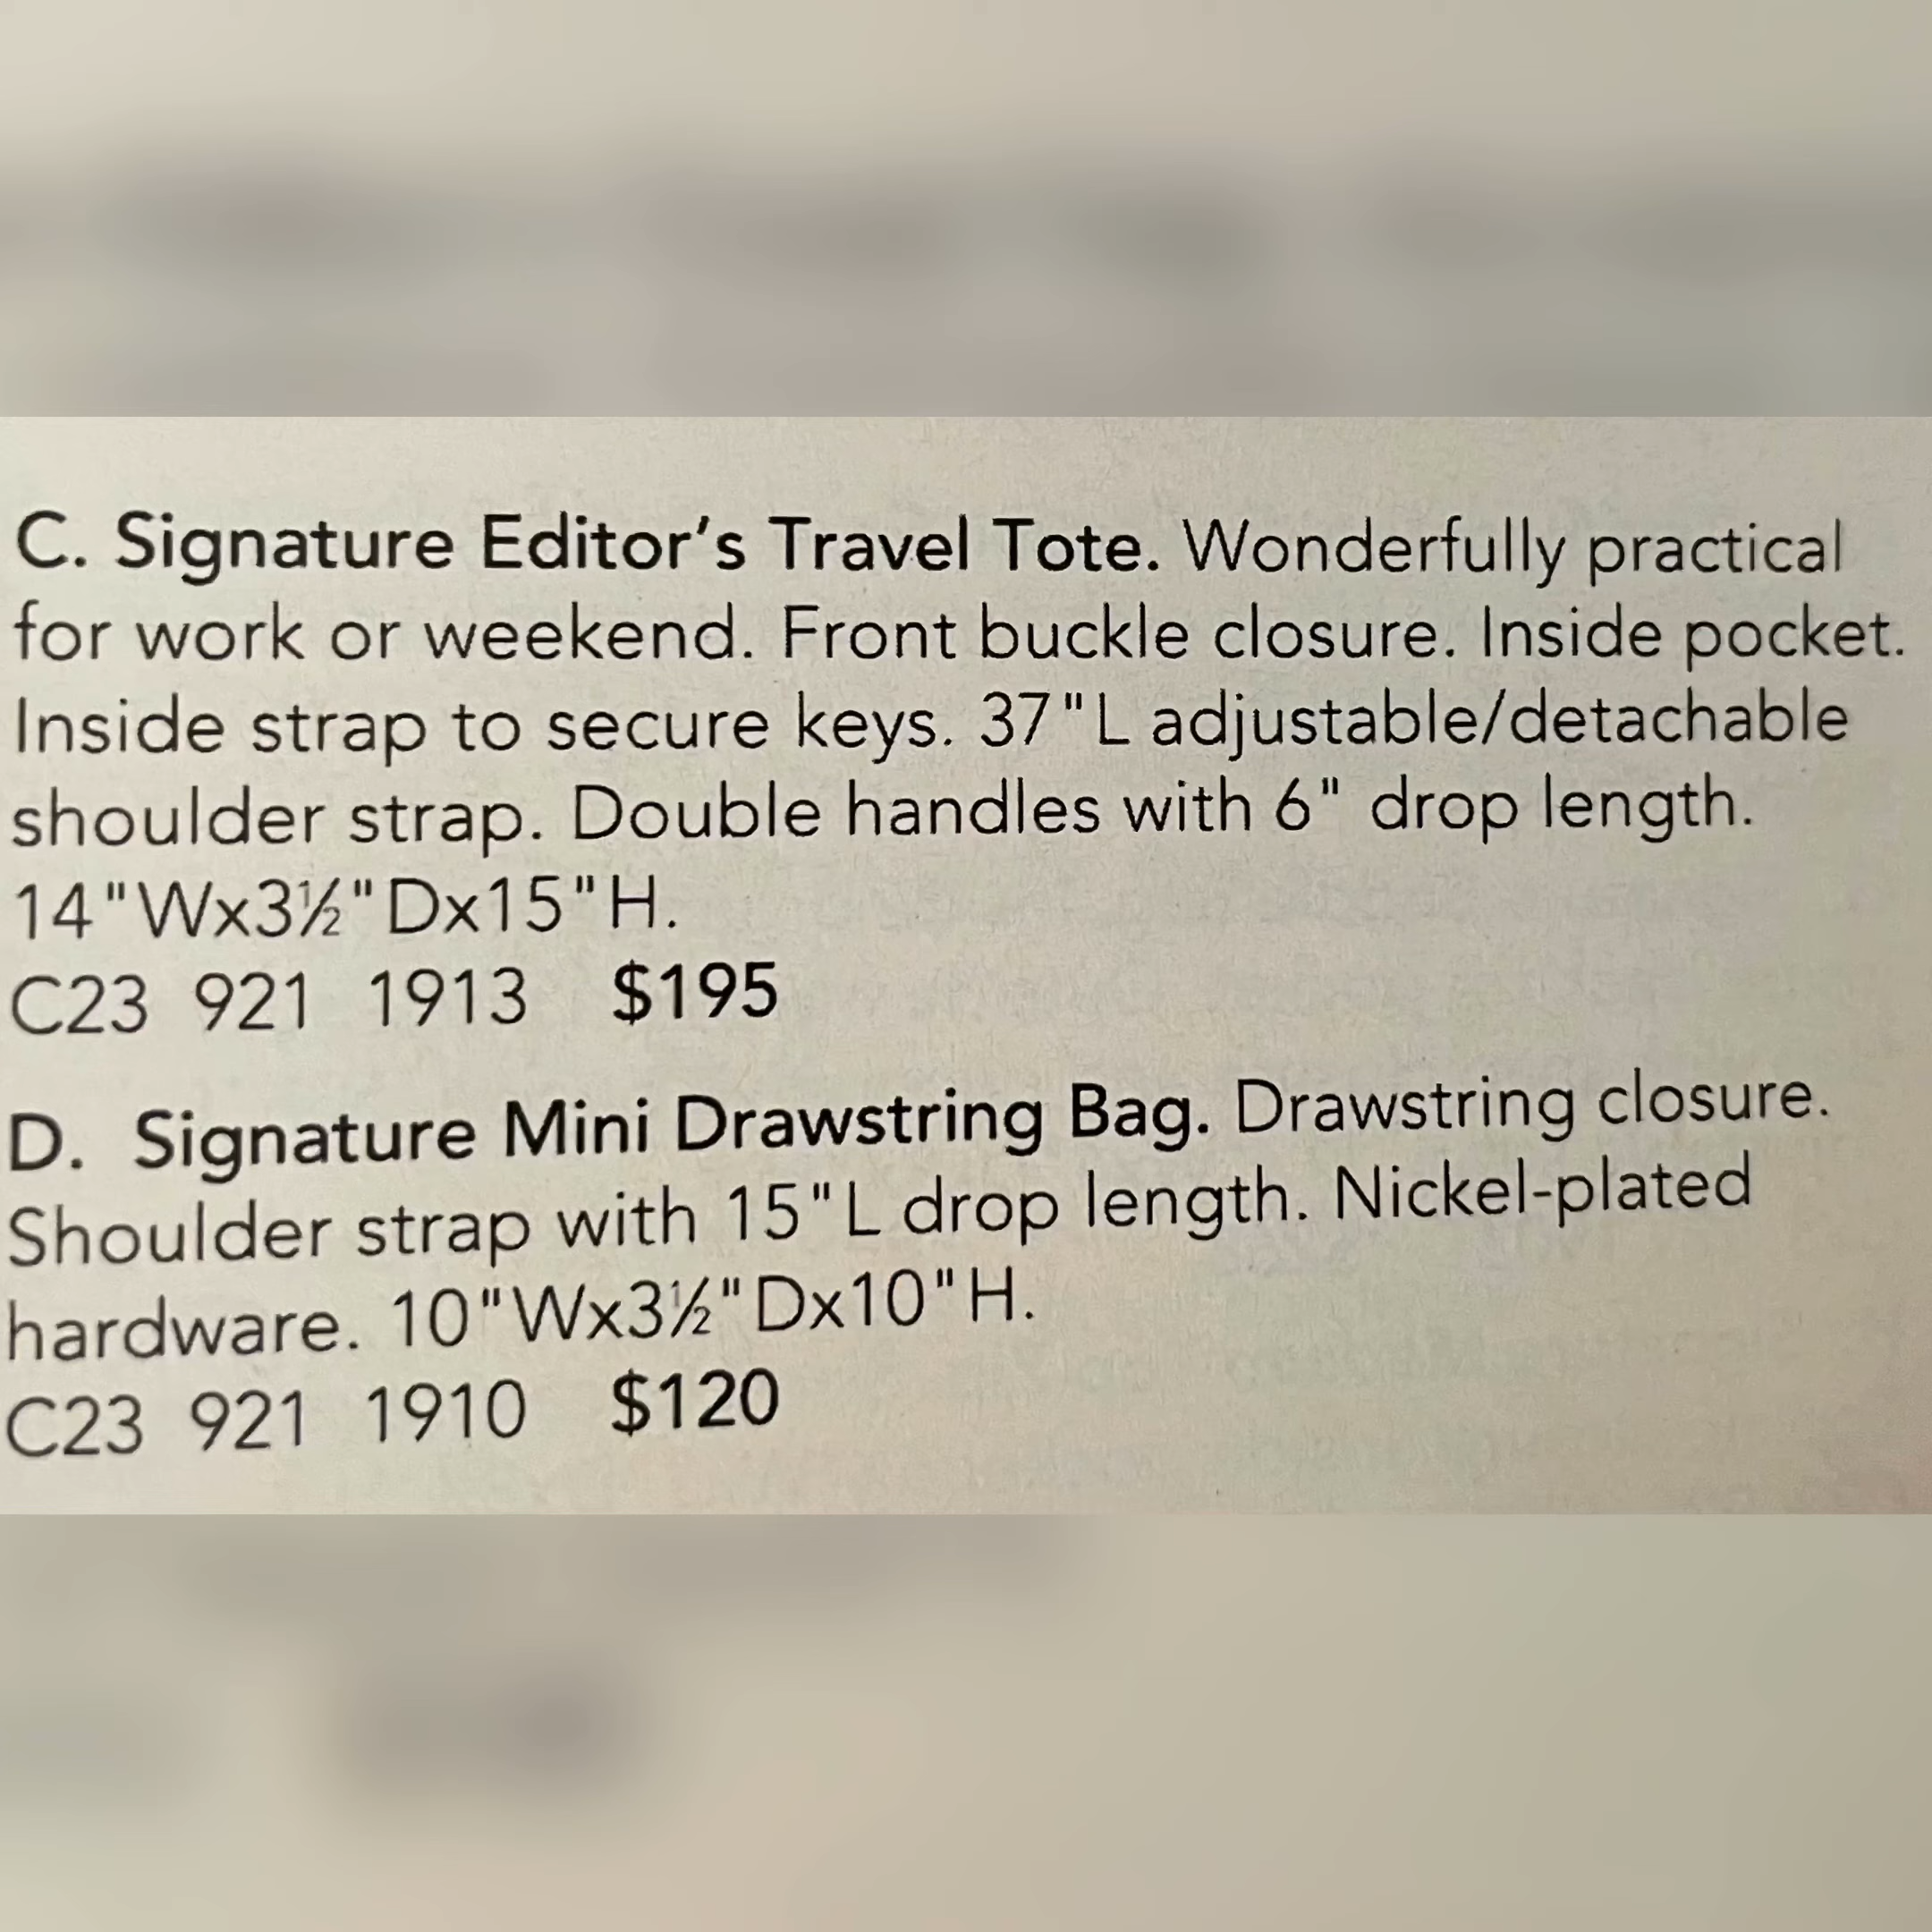 C. Signature Editor's Travel Tote. Wonderfully practical
for work or weekend. Front buckle closure. Inside pocket.
Inside strap to secure keys. 37"L adjustable/detachable
shoulder strap. Double handles with 6" drop length.
14"Wx3½"Dx15"H.
C23 921 1913 $195
D. Signature Mini Drawstring Bag. Drawstring closure.
Shoulder strap with 15"L drop length. Nickel-plated
hardware. 10"Wx3½"Dx10"H.
C23 921 1910 $120